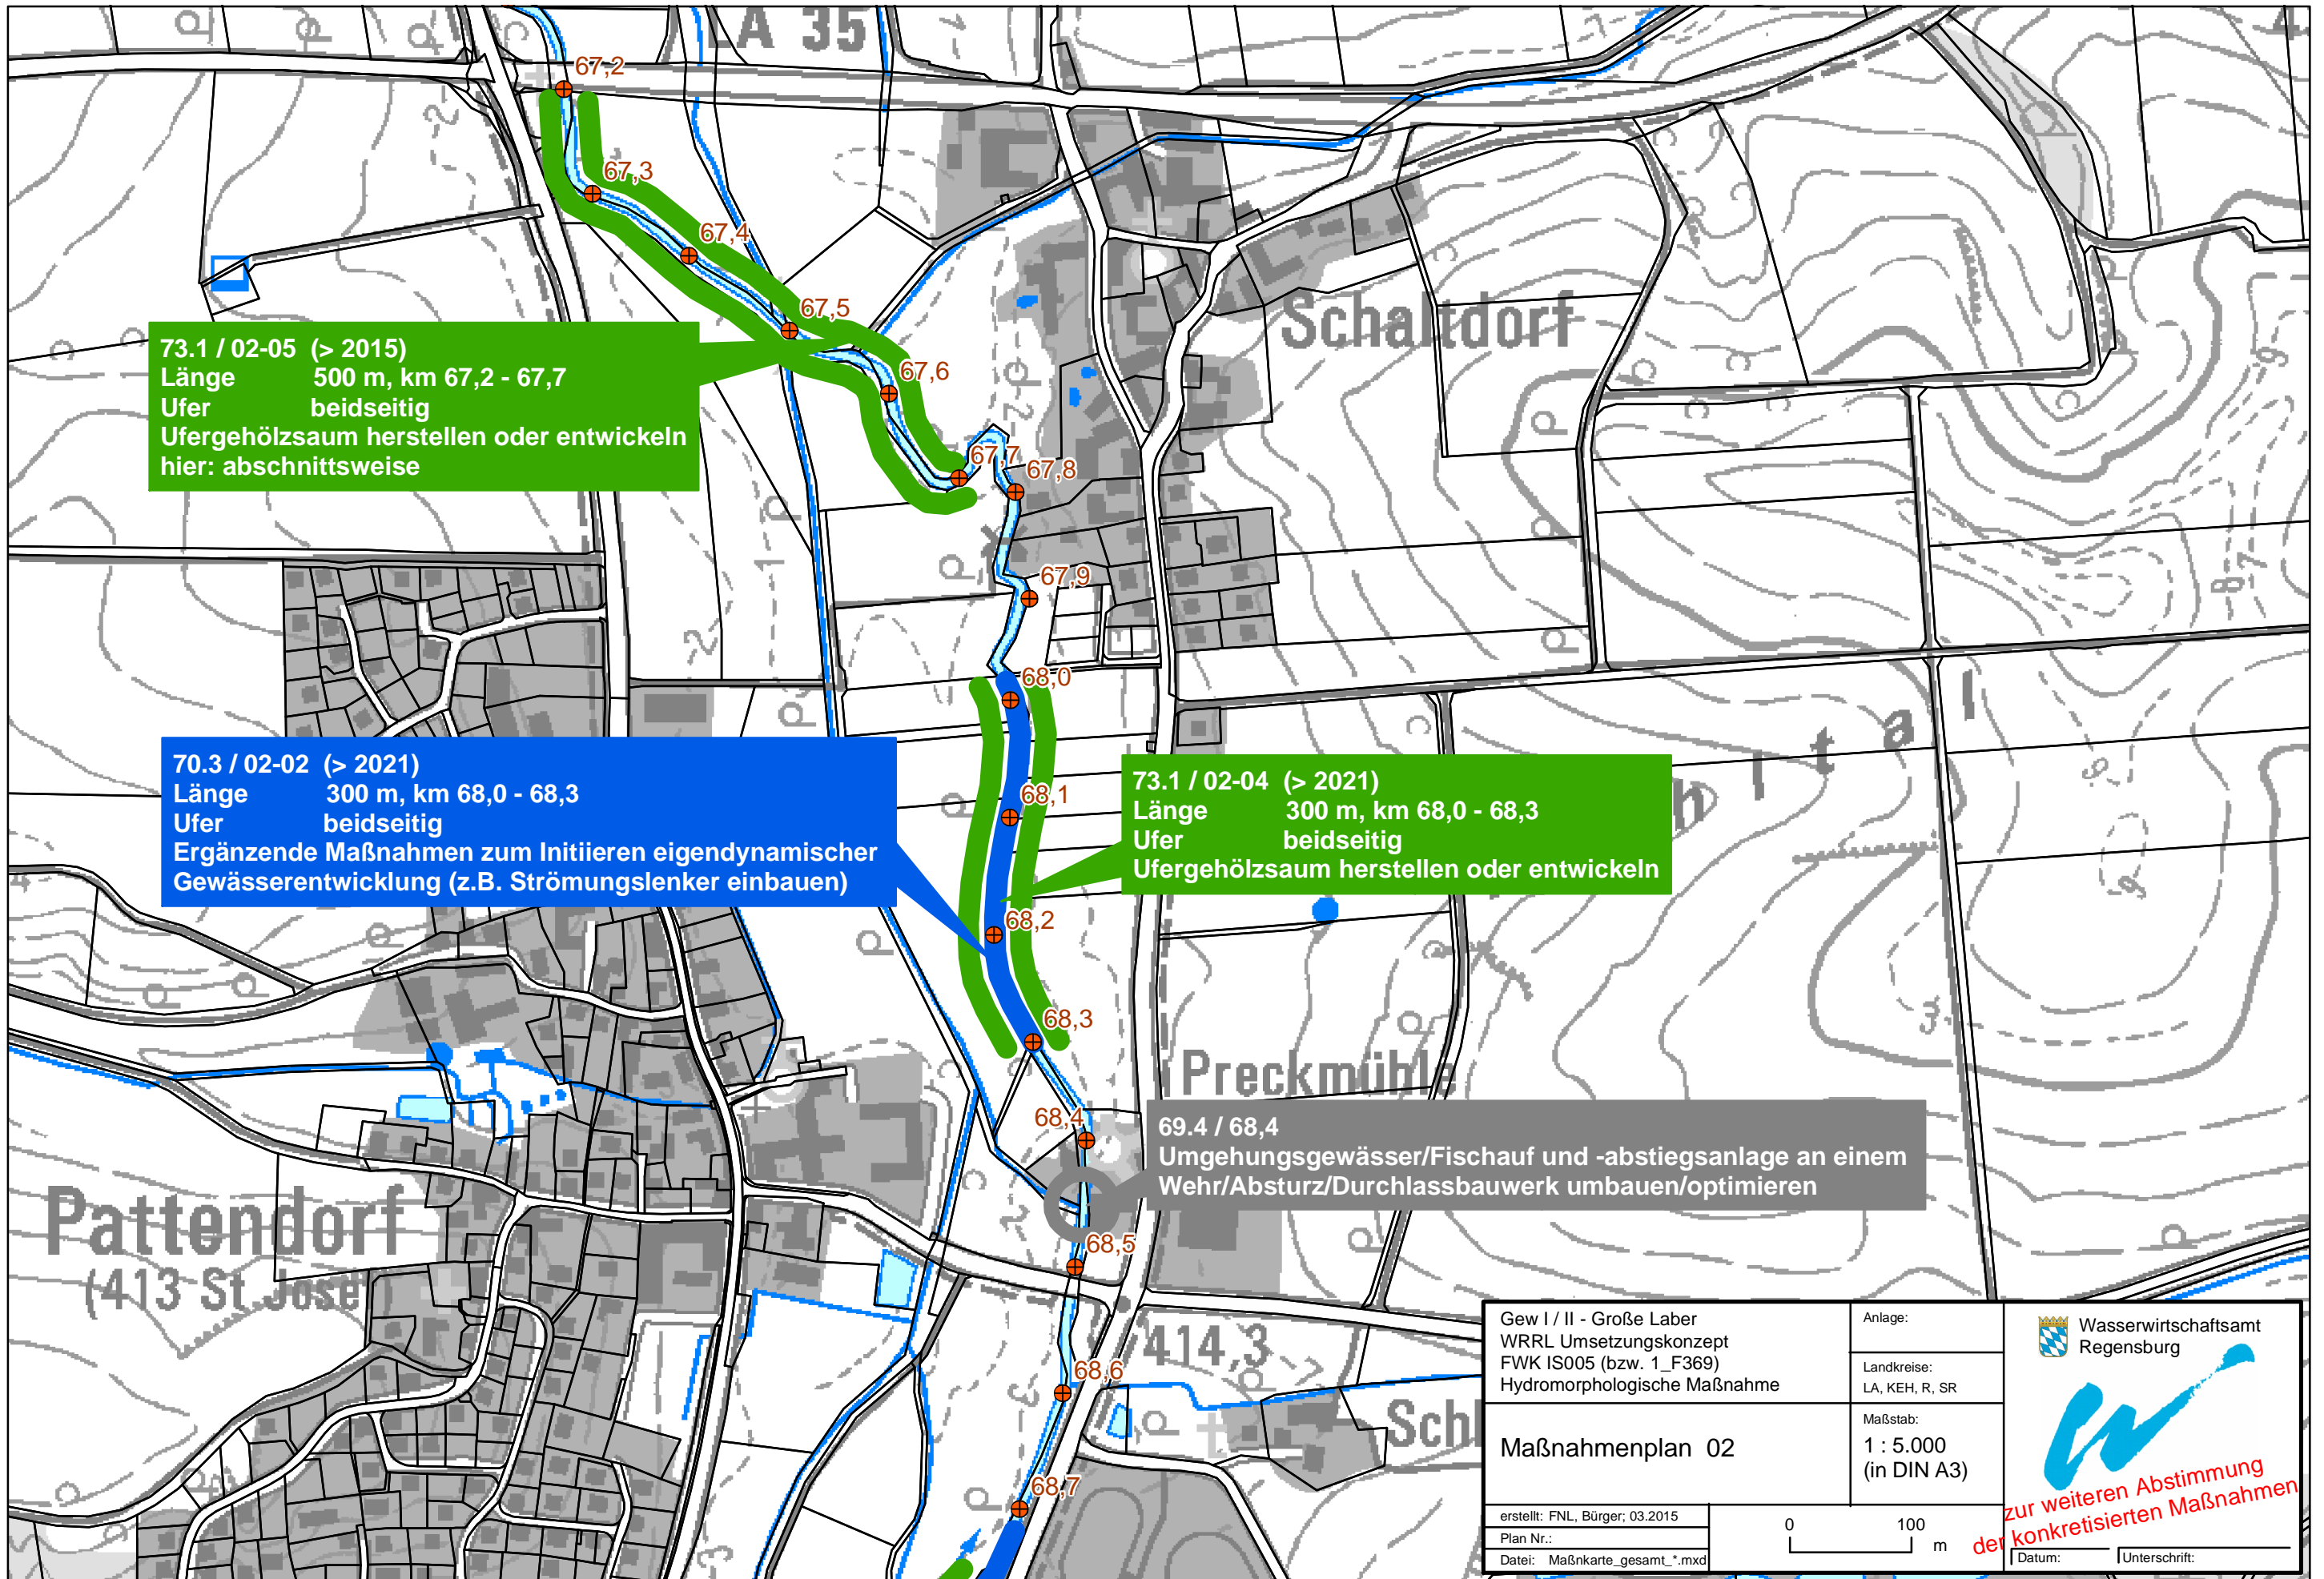 LA 35
67,2
67,3
67,4
67,5
67,6
67,7
67,8
67,9
68,0
68,1
68,2
68,3
68,4
68,5
68,6
68,7
Schaltdorf
73.1 / 02-05 (> 2015)
Länge 500 m, km 67,2 - 67,7
Ufer beidseitig
Ufergehölzsaum herstellen oder entwickeln
hier: abschnittsweise
70.3 / 02-02 (> 2021)
Länge 300 m, km 68,0 - 68,3
Ufer beidseitig
Ergänzende Maßnahmen zum Initiieren eigendynamischer
Gewässerentwicklung (z.B. Strömungslenker einbauen)
73.1 / 02-04 (> 2021)
Länge 300 m, km 68,0 - 68,3
Ufer beidseitig
Ufergehölzsaum herstellen oder entwickeln
Preckmühle
69.4 / 68,4
Umgehungsgewässer/Fischauf und -abstiegsanlage an einem
Wehr/Absturz/Durchlassbauwerk umbauen/optimieren
Pattendorf
(413 St Jose
414,3
Schl
Gew I / II - Große Laber
WRRL Umsetzungskonzept
FWK IS005 (bzw. 1_F369)
Hydromorphologische Maßnahme
Anlage:
Landkreise:
LA, KEH, R, SR
Wasserwirtschaftsamt
Regensburg
Maßnahmenplan 02
Maßstab:
1 : 5.000
(in DIN A3)
zur weiteren Abstimmung
der konkretisierten Maßnahmen
erstellt: FNL, Bürger; 03.2015
Plan Nr.:
Datei: Maßnkarte_gesamt_*.mxd
0 100
m
Datum: Unterschrift: